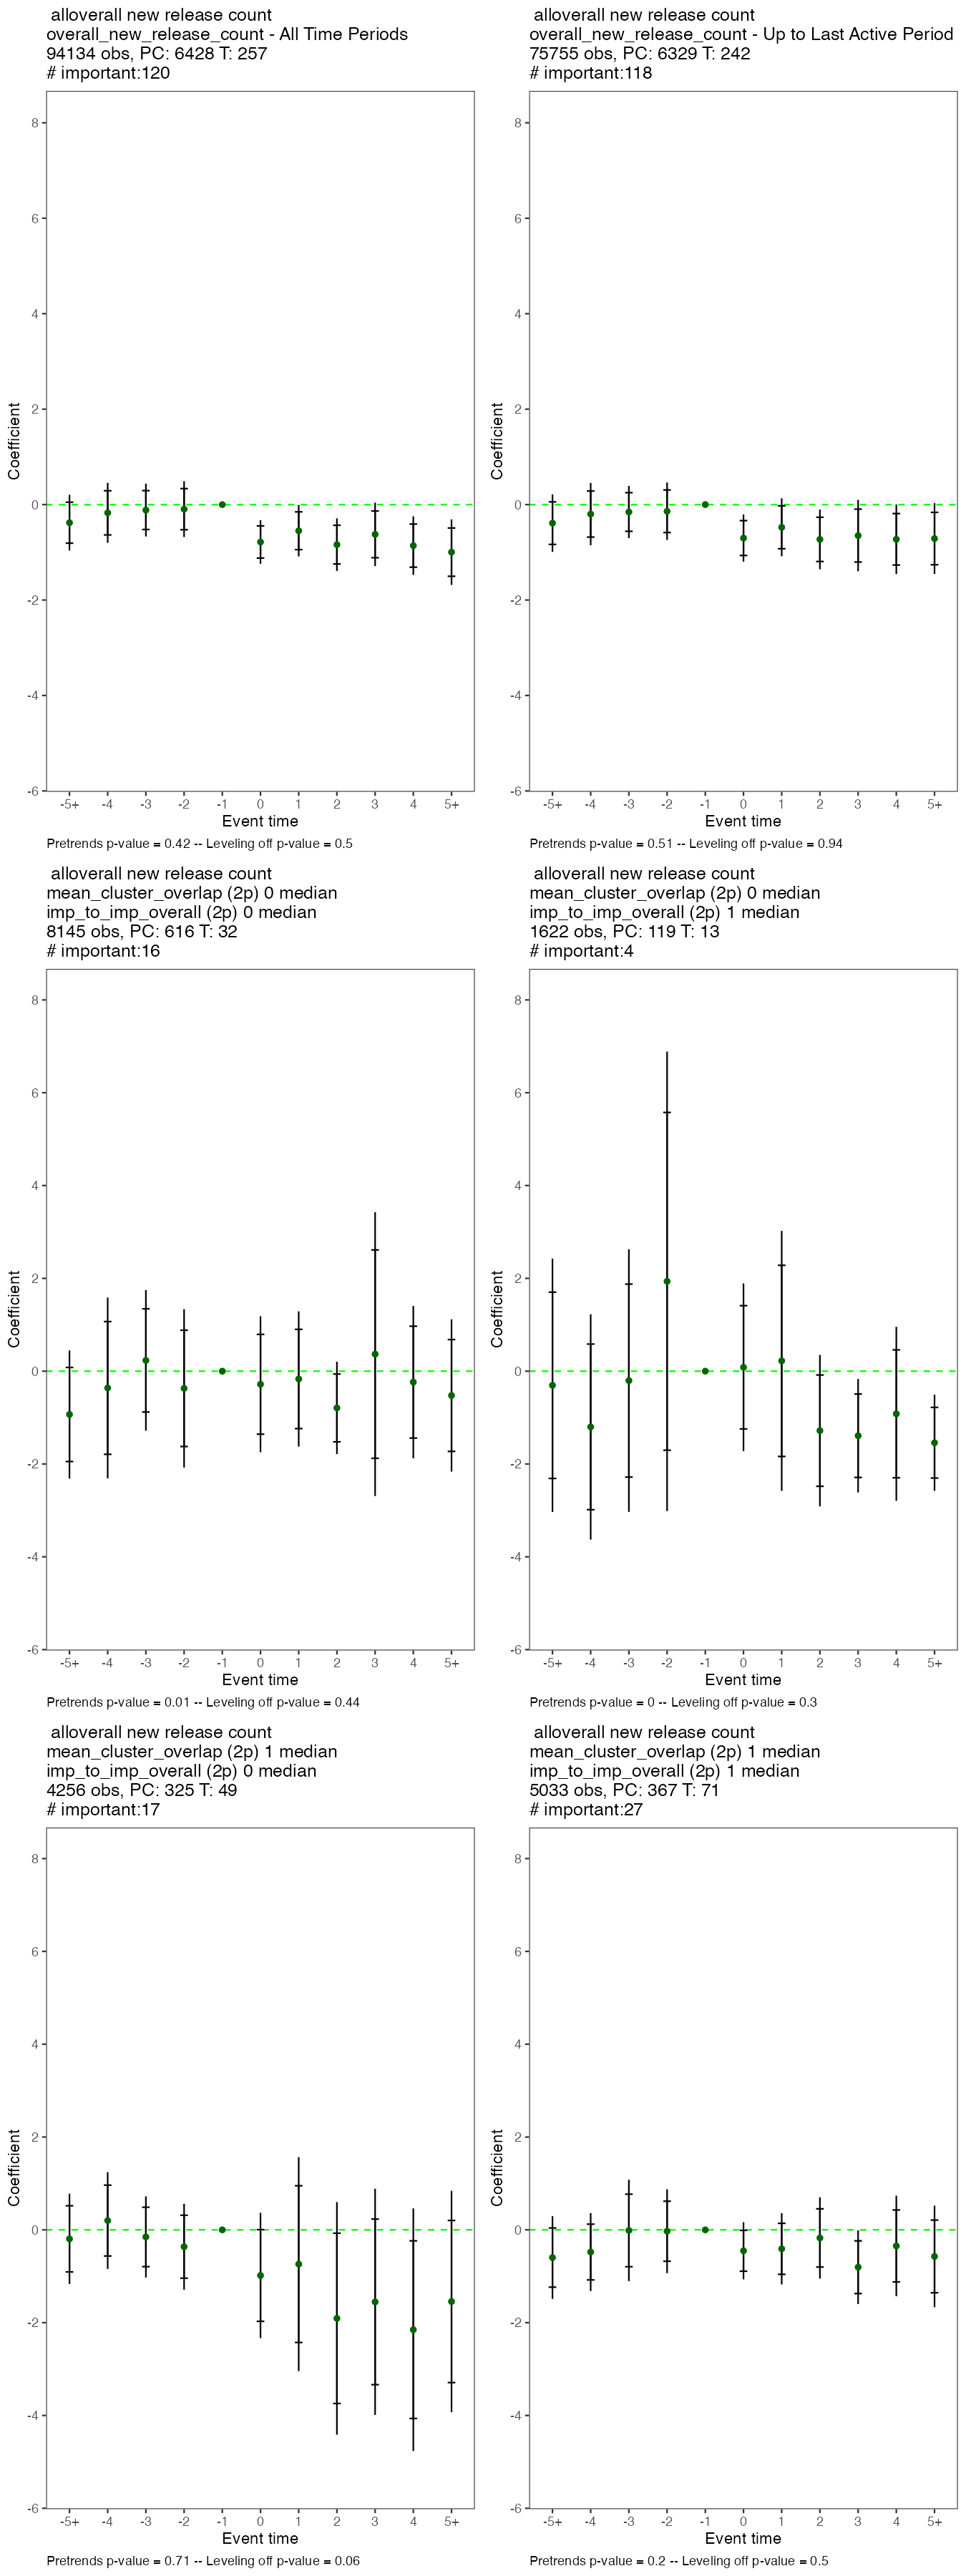 alloverall new release count
overall_new_release_count - All Time Periods
94134 obs, PC: 6428 T: 257
# important:120
8
6
4
2
0
-2
-4
-6
Coefficient
-5+ -4 -3 -2 -1 0 1 2 3 4 5+
Event time
Pretrends p-value = 0.42 -- Leveling off p-value = 0.5
alloverall new release count
overall_new_release_count - Up to Last Active Period
75755 obs, PC: 6329 T: 242
# important:118
8
6
4
2
0
-2
-4
-6
Coefficient
-5+ -4 -3 -2 -1 0 1 2 3 4 5+
Event time
Pretrends p-value = 0.51 -- Leveling off p-value = 0.94
alloverall new release count
mean_cluster_overlap (2p) 0 median
imp_to_imp_overall (2p) 0 median
8145 obs, PC: 616 T: 32
# important:16
8
6
4
2
0
-2
-4
-6
Coefficient
-5+ -4 -3 -2 -1 0 1 2 3 4 5+
Event time
Pretrends p-value = 0.01 -- Leveling off p-value = 0.44
alloverall new release count
mean_cluster_overlap (2p) 0 median
imp_to_imp_overall (2p) 1 median
1622 obs, PC: 119 T: 13
# important:4
8
6
4
2
0
-2
-4
-6
Coefficient
-5+ -4 -3 -2 -1 0 1 2 3 4 5+
Event time
Pretrends p-value = 0 -- Leveling off p-value = 0.3
alloverall new release count
mean_cluster_overlap (2p) 1 median
imp_to_imp_overall (2p) 0 median
4256 obs, PC: 325 T: 49
# important:17
8
6
4
2
0
-2
-4
-6
Coefficient
-5+ -4 -3 -2 -1 0 1 2 3 4 5+
Event time
Pretrends p-value = 0.71 -- Leveling off p-value = 0.06
alloverall new release count
mean_cluster_overlap (2p) 1 median
imp_to_imp_overall (2p) 1 median
5033 obs, PC: 367 T: 71
# important:27
8
6
4
2
0
-2
-4
-6
Coefficient
-5+ -4 -3 -2 -1 0 1 2 3 4 5+
Event time
Pretrends p-value = 0.2 -- Leveling off p-value = 0.5